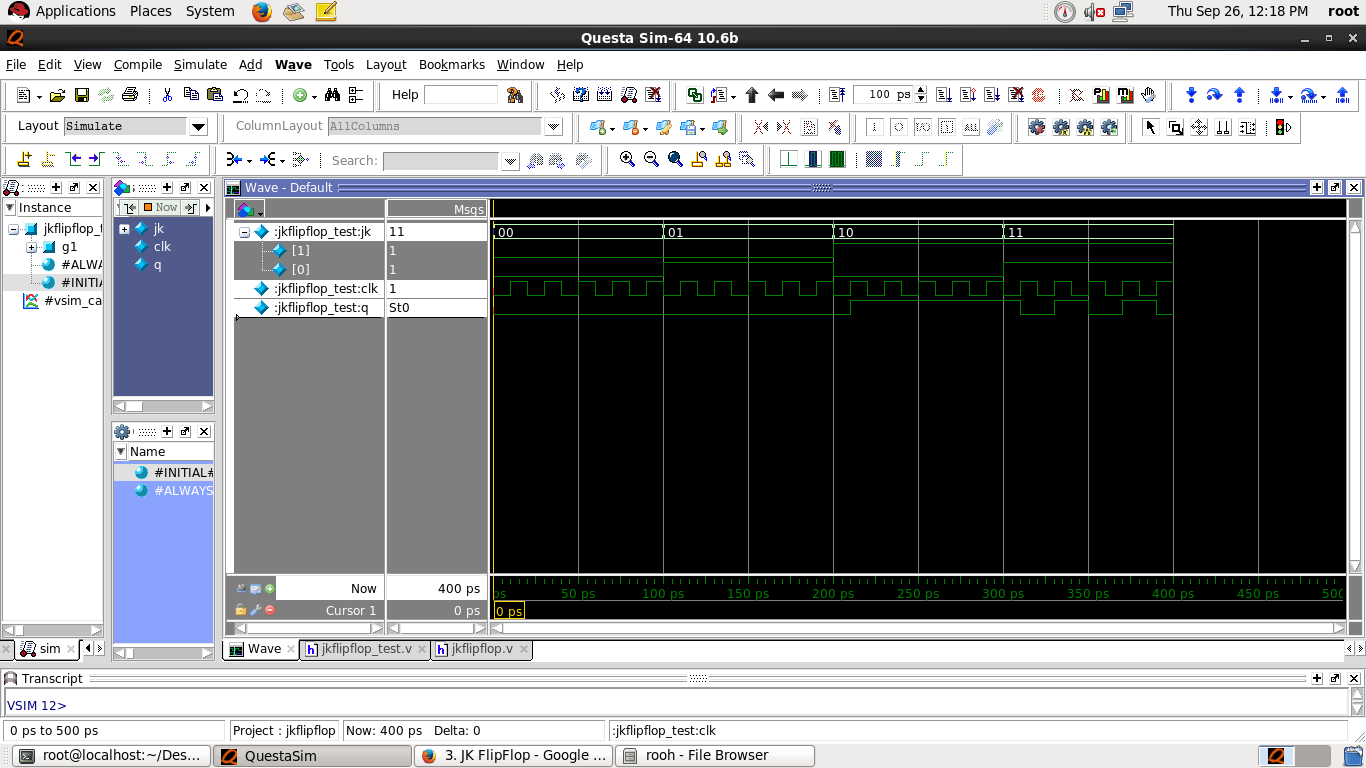 Applications Places System Thu Sep 26, 12:18 PM root
Questa Sim-64 10.6b
File Edit View Compile Simulate Add Wave Tools Layout Bookmarks Window Help
Help 100 ps
Layout Simulate ColumnLayout AllColumns
Search:
Wave - Default
Now
Instance
jkflipflop_t
g1
#ALWA
#INITIA
#vsim_ca
jk
clk
q
Name
#INITIAL#
#ALWAYS
Msgs
:jkflipflop_test:jk 11 00 01 10 11
[1] 1
[0] 1
:jkflipflop_test:clk 1
:jkflipflop_test:q St0
Now 400 ps ps 50 ps 100 ps 150 ps 200 ps 250 ps 300 ps 350 ps 400 ps 450 ps 500
Cursor 1 0 ps 0 ps
sim Wave jkflipflop_test.v jkflipflop.v
Transcript
VSIM 12>
0 ps to 500 ps Project : jkflipflop Now: 400 ps Delta: 0 :jkflipflop_test:clk
root@localhost:~/Des... QuestaSim 3. JK FlipFlop - Google ... rooh - File Browser